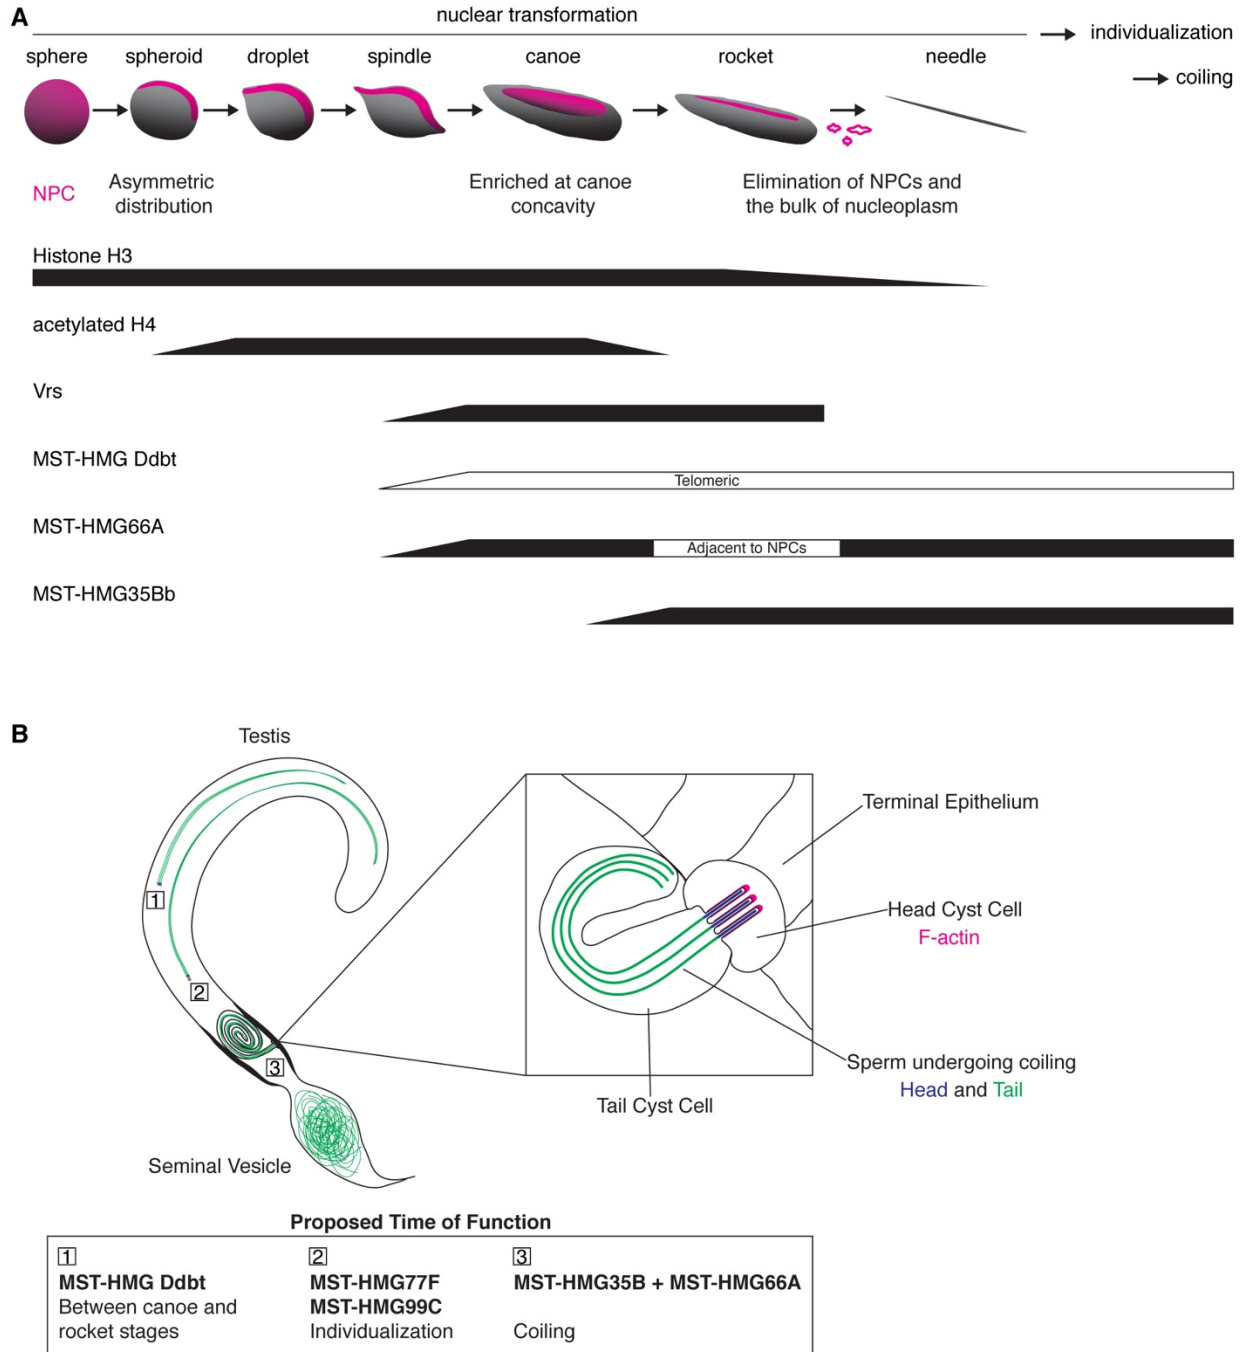 A
nuclear transformation
individualization
sphere spheroid droplet spindle canoe rocket needle
coiling
NPC
Asymmetric
distribution
Enriched at canoe
concavity
Elimination of NPCs and
the bulk of nucleoplasm
Histone H3
acetylated H4
Vrs
MST-HMG Ddbt
Telomeric
MST-HMG66A
Adjacent to NPCs
MST-HMG35Bb
B
Testis
1
2
3
Seminal Vesicle
Terminal Epithelium
Head Cyst Cell
F-actin
Sperm undergoing coiling
Head and Tail
Tail Cyst Cell
Proposed Time of Function
1
MST-HMG Ddbt
Between canoe and
rocket stages
2
MST-HMG77F
MST-HMG99C
Individualization
3
MST-HMG35B + MST-HMG66A
Coiling